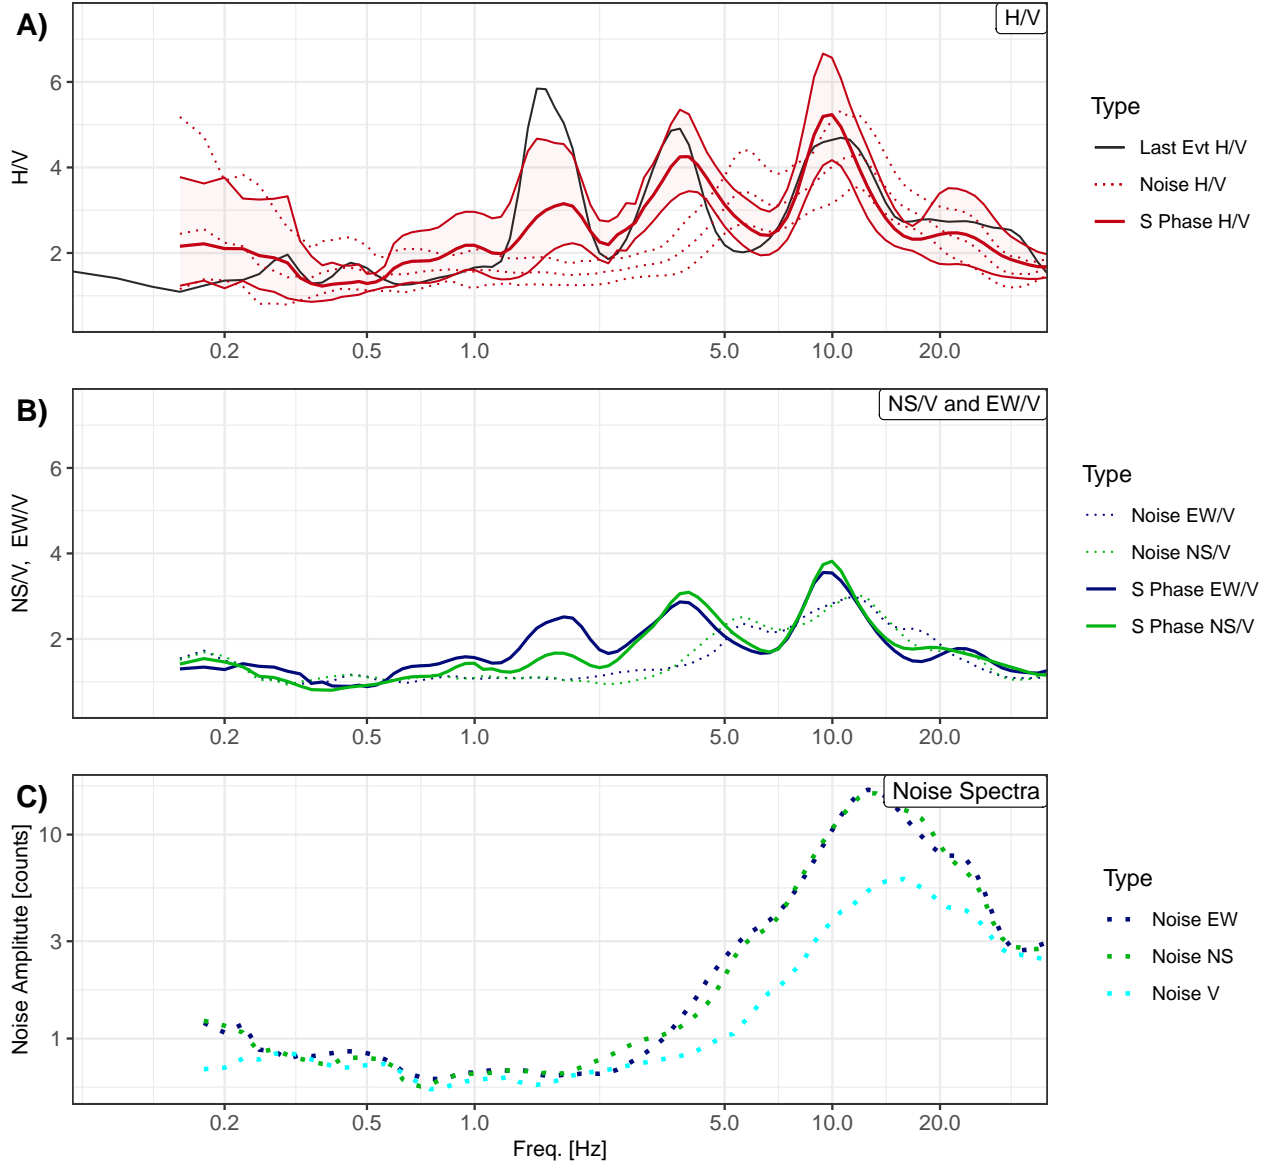 A)
H/V
H/V
6
4
2
0.2 0.5 1.0 5.0 10.0 20.0
Type
Last Evt H/V
Noise H/V
S Phase H/V
B)
NS/V and EW/V
NS/V, EW/V
6
4
2
0.2 0.5 1.0 5.0 10.0 20.0
Type
Noise EW/V
Noise NS/V
S Phase EW/V
S Phase NS/V
C)
Noise Spectra
Noise Amplitute [counts]
10
3
1
0.2 0.5 1.0 5.0 10.0 20.0
Freq. [Hz]
Type
Noise EW
Noise NS
Noise V